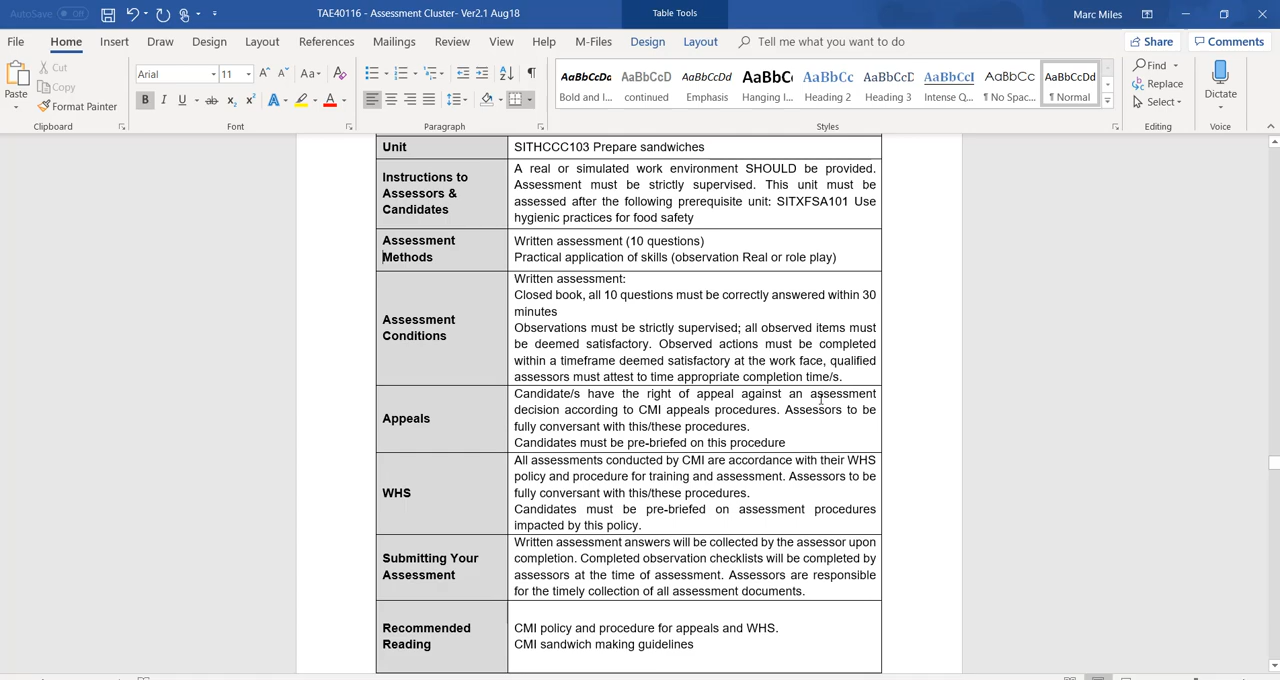 AutoSave Off
TAE40116 - Assessment Cluster- Ver2.1 Aug18
Table Tools
Marc Miles
File Home Insert Draw Design Layout References Mailings Review View Help M-Files Design Layout Tell me what you want to do Share Comments
Paste
Cut
Copy
Format Painter
Clipboard
Arial 11
Font
Paragraph
AaBbCcDc AaBbCcD AaBbCcDd AaBbCc AaBbCc AaBbCcD AaBbCcI AaBbCc AaBbCcDd
Bold and I... continued Emphasis Hanging I... Heading 2 Heading 3 Intense Q... ¶ No Spac... ¶ Normal
Styles
Find
Replace
Select
Editing
Dictate
Voice
Unit
SITHCCC103 Prepare sandwiches
Instructions to
Assessors &
Candidates
A real or simulated work environment SHOULD be provided.
Assessment must be strictly supervised. This unit must be
assessed after the following prerequisite unit: SITXFSA101 Use
hygienic practices for food safety
Assessment
Methods
Written assessment (10 questions)
Practical application of skills (observation Real or role play)
Assessment
Conditions
Written assessment:
Closed book, all 10 questions must be correctly answered within 30
minutes
Observations must be strictly supervised; all observed items must
be deemed satisfactory. Observed actions must be completed
within a timeframe deemed satisfactory at the work face, qualified
assessors must attest to time appropriate completion time/s.
Appeals
Candidate/s have the right of appeal against an assessment
decision according to CMI appeals procedures. Assessors to be
fully conversant with this/these procedures.
Candidates must be pre-briefed on this procedure
WHS
All assessments conducted by CMI are accordance with their WHS
policy and procedure for training and assessment. Assessors to be
fully conversant with this/these procedures.
Candidates must be pre-briefed on assessment procedures
impacted by this policy.
Submitting Your
Assessment
Written assessment answers will be collected by the assessor upon
completion. Completed observation checklists will be completed by
assessors at the time of assessment. Assessors are responsible
for the timely collection of all assessment documents.
Recommended
Reading
CMI policy and procedure for appeals and WHS.
CMI sandwich making guidelines